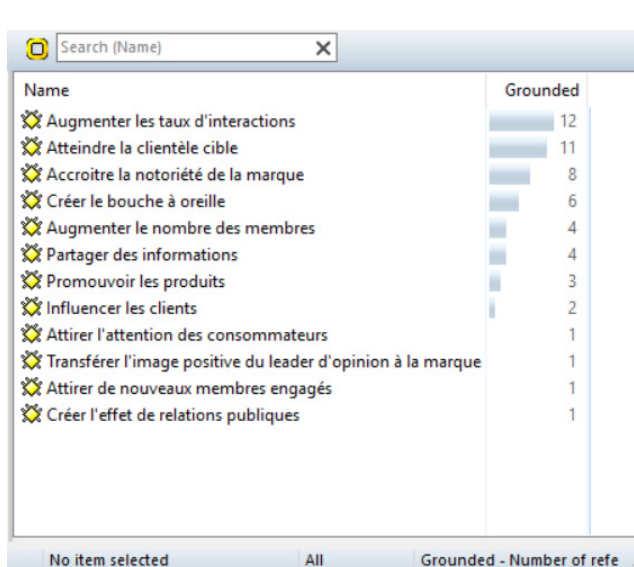 Search (Name)
Name Grounded
Augmenter les taux d'interactions 12
Atteindre la clientèle cible 11
Accroitre la notoriété de la marque 8
Créer le bouche à oreille 6
Augmenter le nombre des membres 4
Partager des informations 4
Promouvoir les produits 3
Influencer les clients 2
Attirer l'attention des consommateurs 1
Transférer l'image positive du leader d'opinion à la marque 1
Attirer de nouveaux membres engagés 1
Créer l'effet de relations publiques 1
No item selected All Grounded - Number of refe